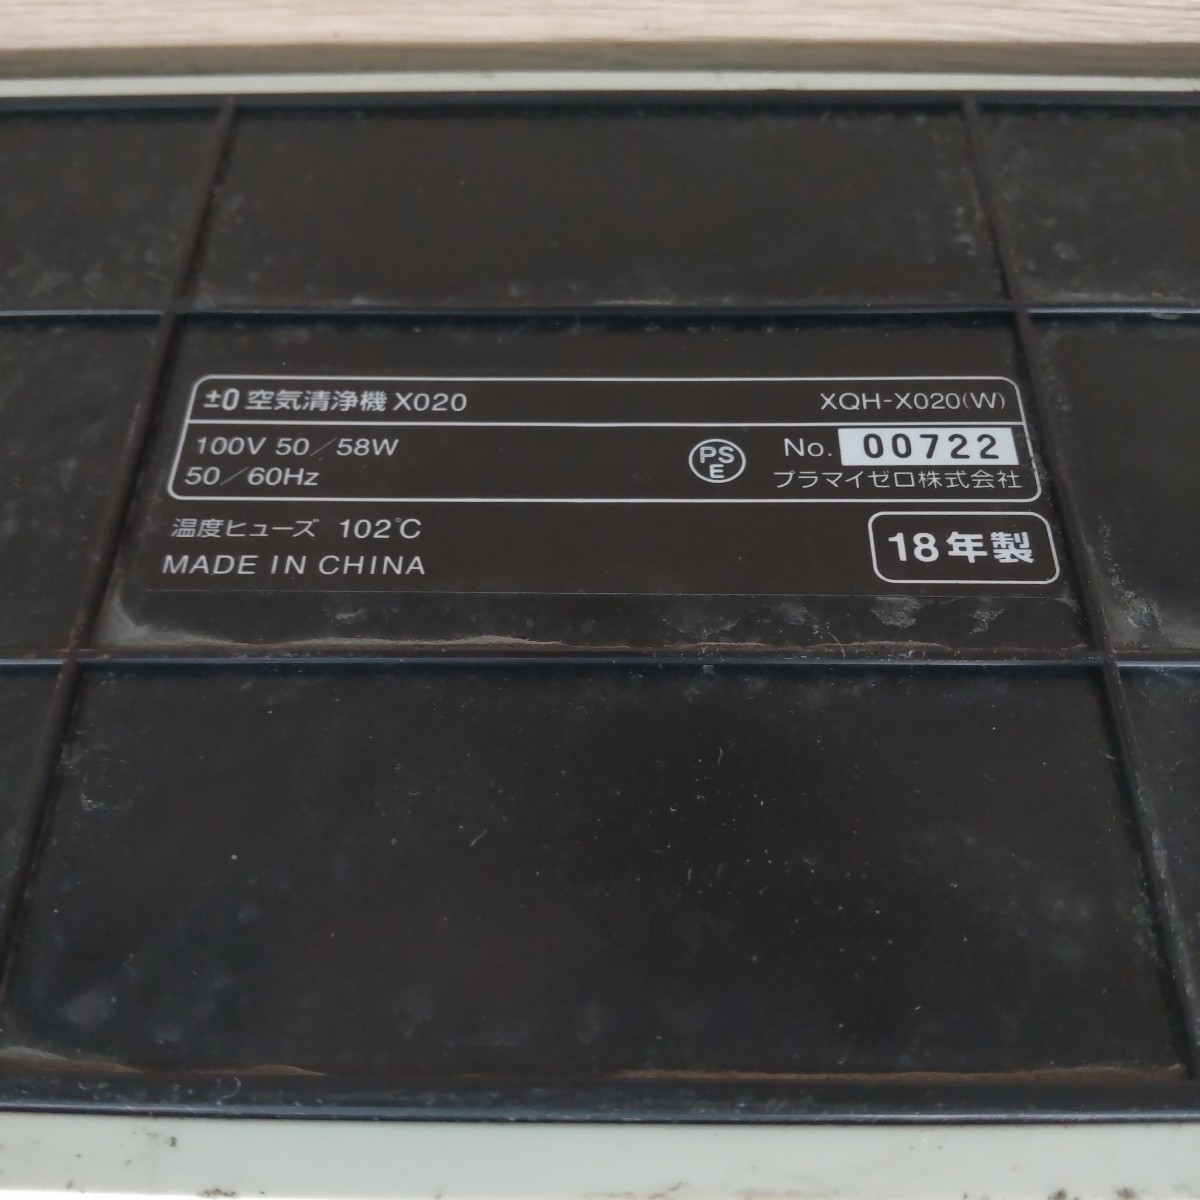 ±0 空気清浄機 X020 XQH-X020(W)
100V 50/58W
50/60Hz
PS
E
No. 00722
プラマイゼロ株式会社
温度ヒューズ 102℃
MADE IN CHINA
18年製